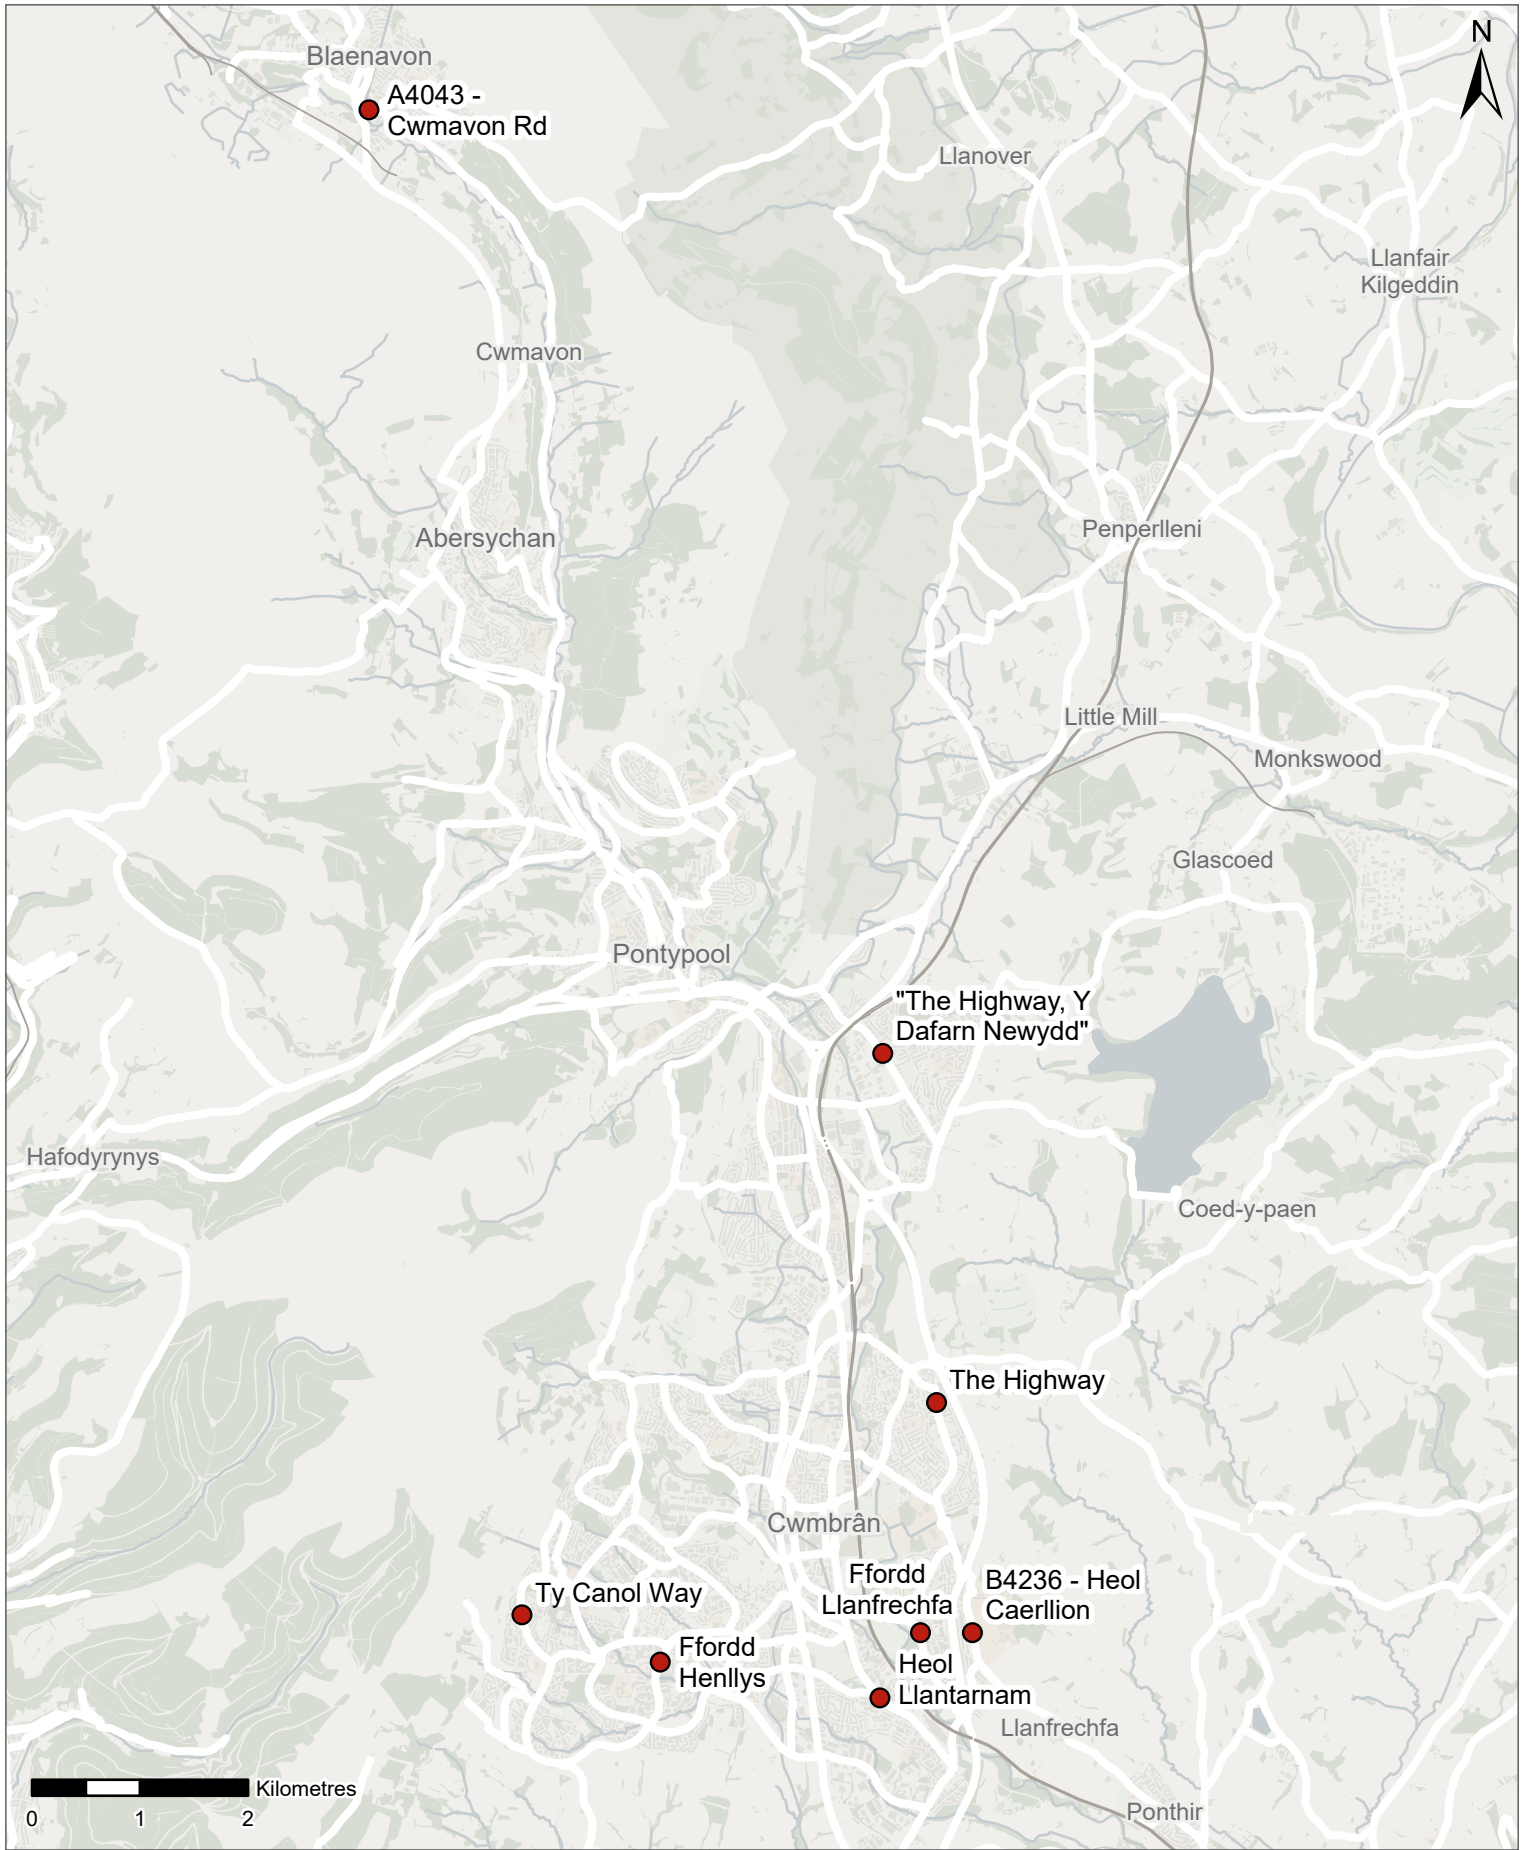 N
Blaenavon
A4043 -
Cwmavon Rd
Llanover
Llanfair
Kilgeddin
Cwmavon
Abersychan
Penperlleni
Little Mill
Monkswood
Glascoed
Pontypool
"The Highway, Y
Dafarn Newydd"
Hafodyrynys
Coed-y-paen
The Highway
Cwmbrân
Ffordd
Llanfrechfa
B4236 - Heol
Caerllion
Ty Canol Way
Ffordd
Henllys
Heol
Llantarnam
Llanfrechfa
Kilometres
0 1 2
Ponthir